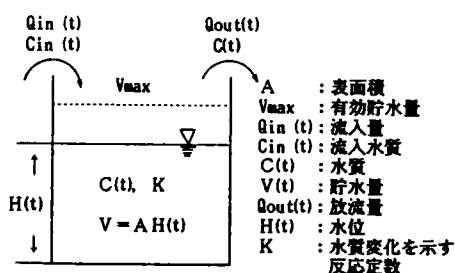 Qin (t)
Cin (t)
Qout(t)
C(t)
Vmax
H(t)
C(t), K
V = A H(t)
A : 表面積
Vmax : 有効貯水量
Qin (t) : 流入量
Cin (t) : 流入水質
C(t) : 水質
V(t) : 貯水量
Qout(t) : 放流量
H(t) : 水位
K : 水質変化を示す
反応定数